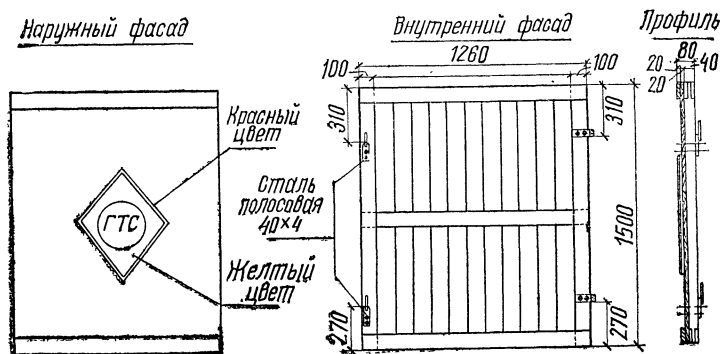 Наружный фасад
Внутренний фасад
Профиль
1260
80
100
100
20
40
20
310
310
Красный
цвет
ГТС
Сталь
полосовая
40×4
1500
Желтый
цвет
270
270